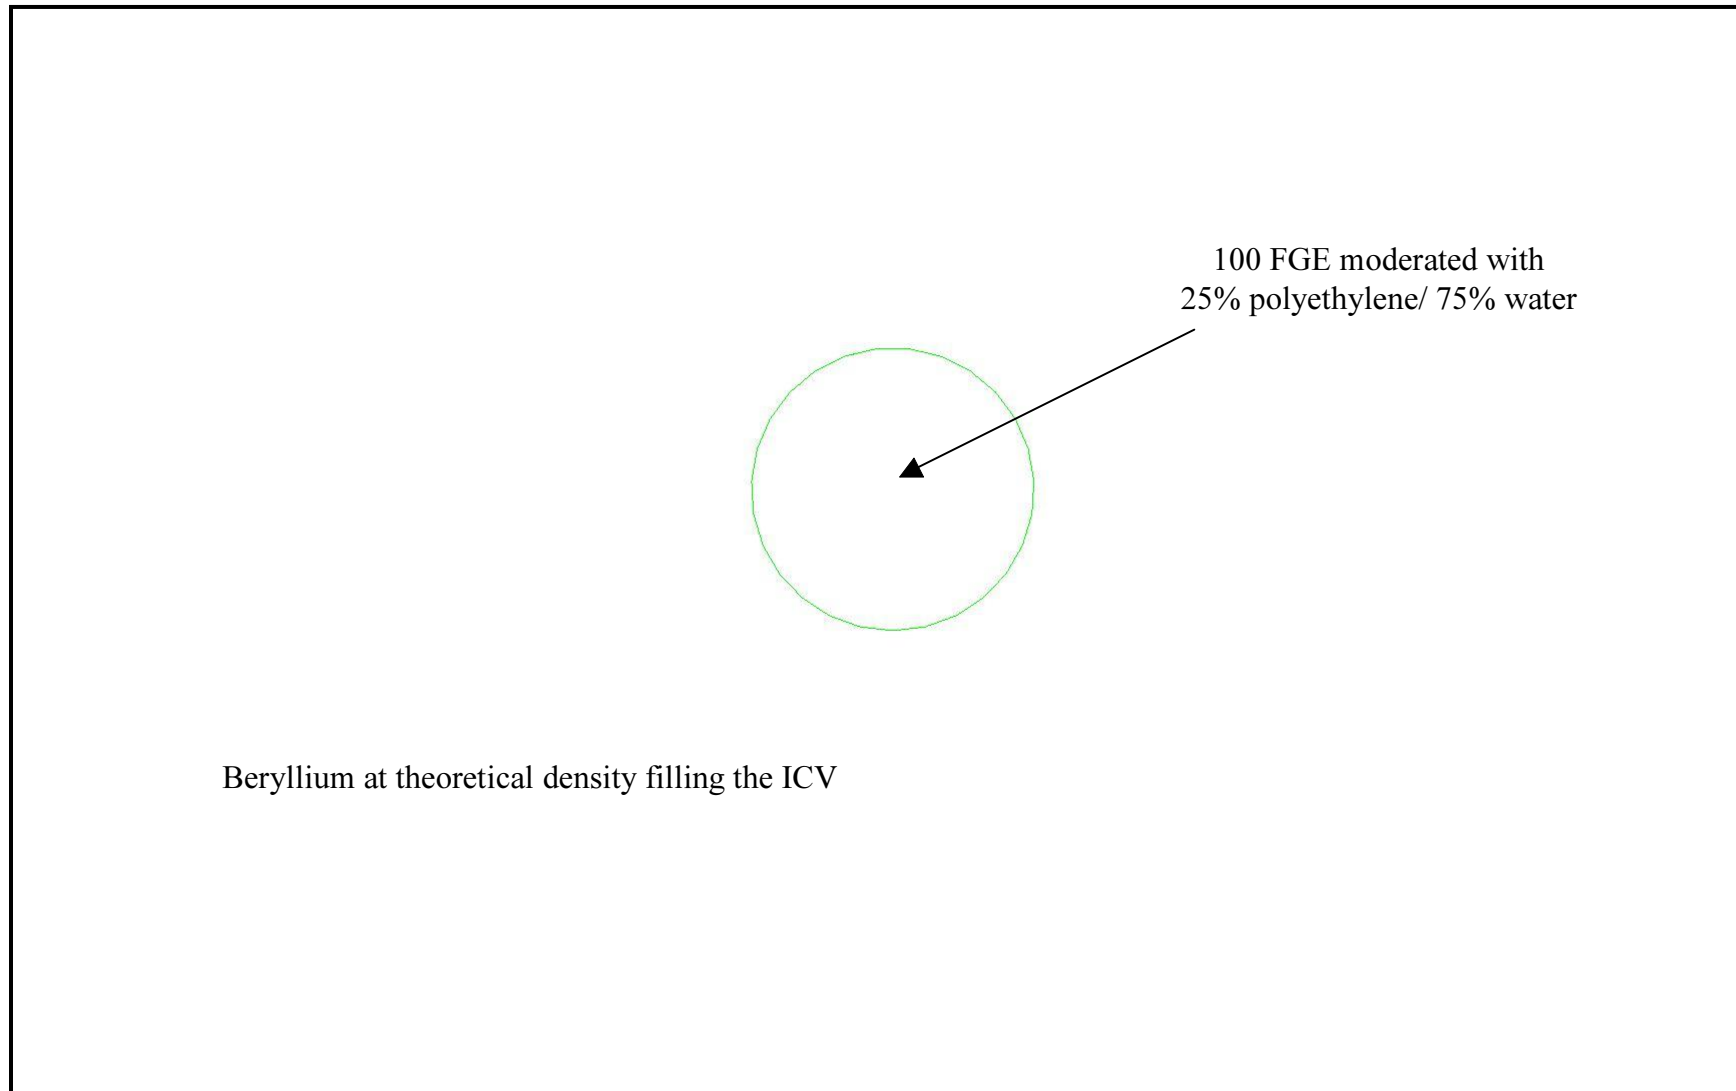 100 FGE moderated with
25% polyethylene/ 75% water
Beryllium at theoretical density filling the ICV